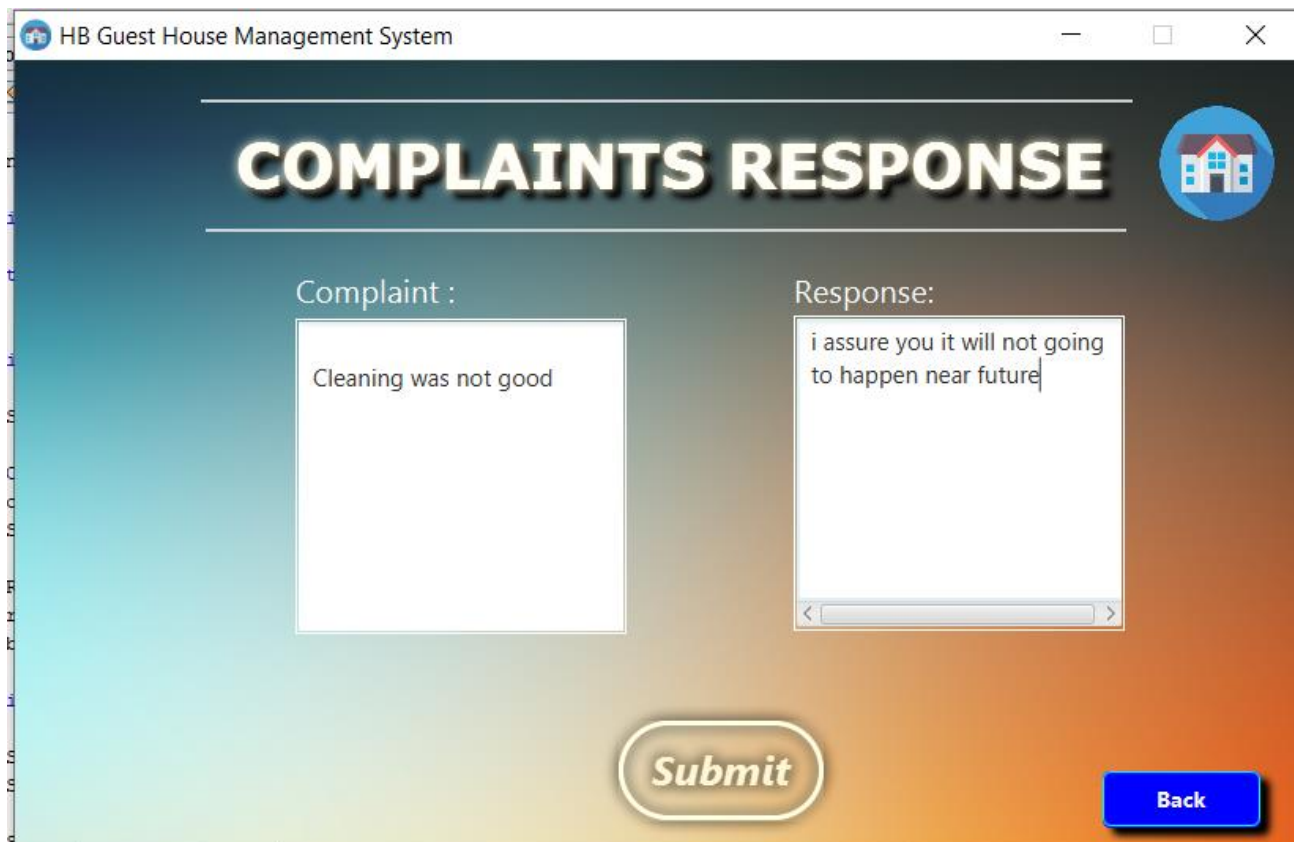 HB Guest House Management System
COMPLAINTS RESPONSE
Complaint :
Cleaning was not good
Response:
i assure you it will not going
to happen near future
Submit
Back